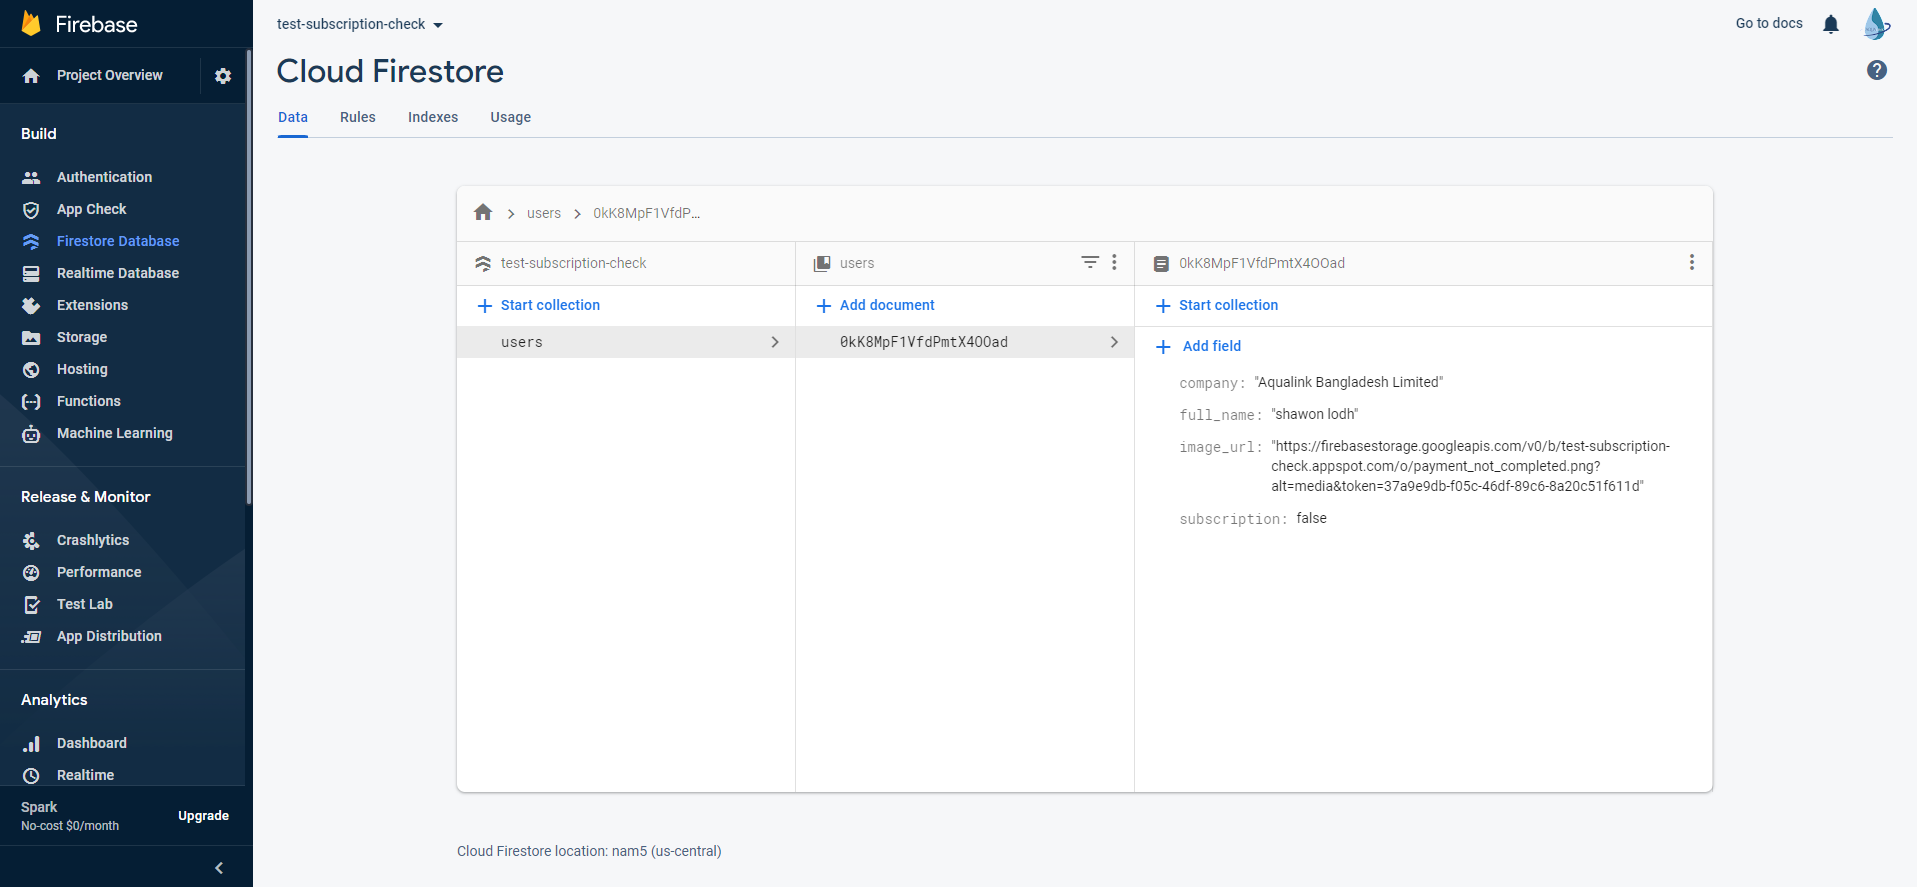 Firebase
Project Overview
Build
Authentication
App Check
Firestore Database
Realtime Database
Extensions
Storage
Hosting
Functions
Machine Learning
Release & Monitor
Crashlytics
Performance
Test Lab
App Distribution
Analytics
Dashboard
Realtime
Spark
No-cost $0/month
Upgrade
test-subscription-check
Go to docs
Cloud Firestore
Data Rules Indexes Usage
users 0kK8MpF1VfdP...
test-subscription-check
Start collection
users
users
Add document
0kK8MpF1VfdPmtX4OOad
0kK8MpF1VfdPmtX4OOad
Start collection
Add field
company: "Aqualink Bangladesh Limited"
full_name: "shawon lodh"
image_url: "https://firebasestorage.googleapis.com/v0/b/test-subscription-
check.appspot.com/o/payment_not_completed.png?
alt=media&token=37a9e9db-f05c-46df-89c6-8a20c51f611d"
subscription: false
Cloud Firestore location: nam5 (us-central)